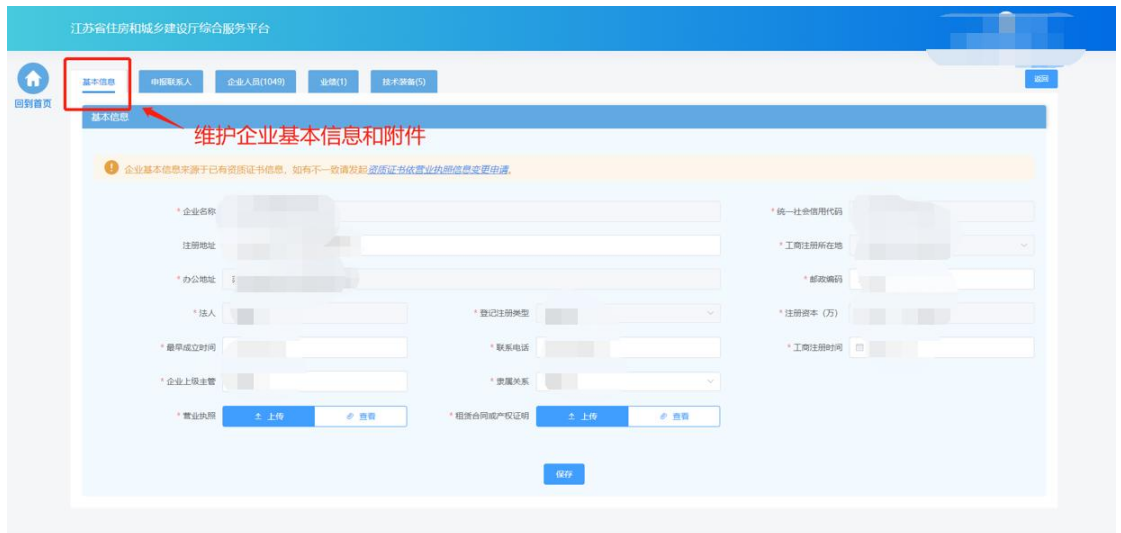 江苏省住房和城乡建设厅综合服务平台
回到首页
基本信息 申报联系人 企业人员(1049) 业绩(1) 技术装备(5) 返回
基本信息
维护企业基本信息和附件
企业基本信息来源于已有资质证书信息，如有不一致请发起资质证书依营业执照信息变更申请。
* 企业名称 * 统一社会信用代码
注册地址 * 工商注册所在地
* 办公地址 * 邮政编码
* 法人 * 登记注册类型 * 注册资本（万）
* 最早成立时间 * 联系电话 * 工商注册时间
* 企业上级主管 * 隶属关系
* 营业执照 上传 查看 * 租赁合同或产权证明 上传 查看
保存